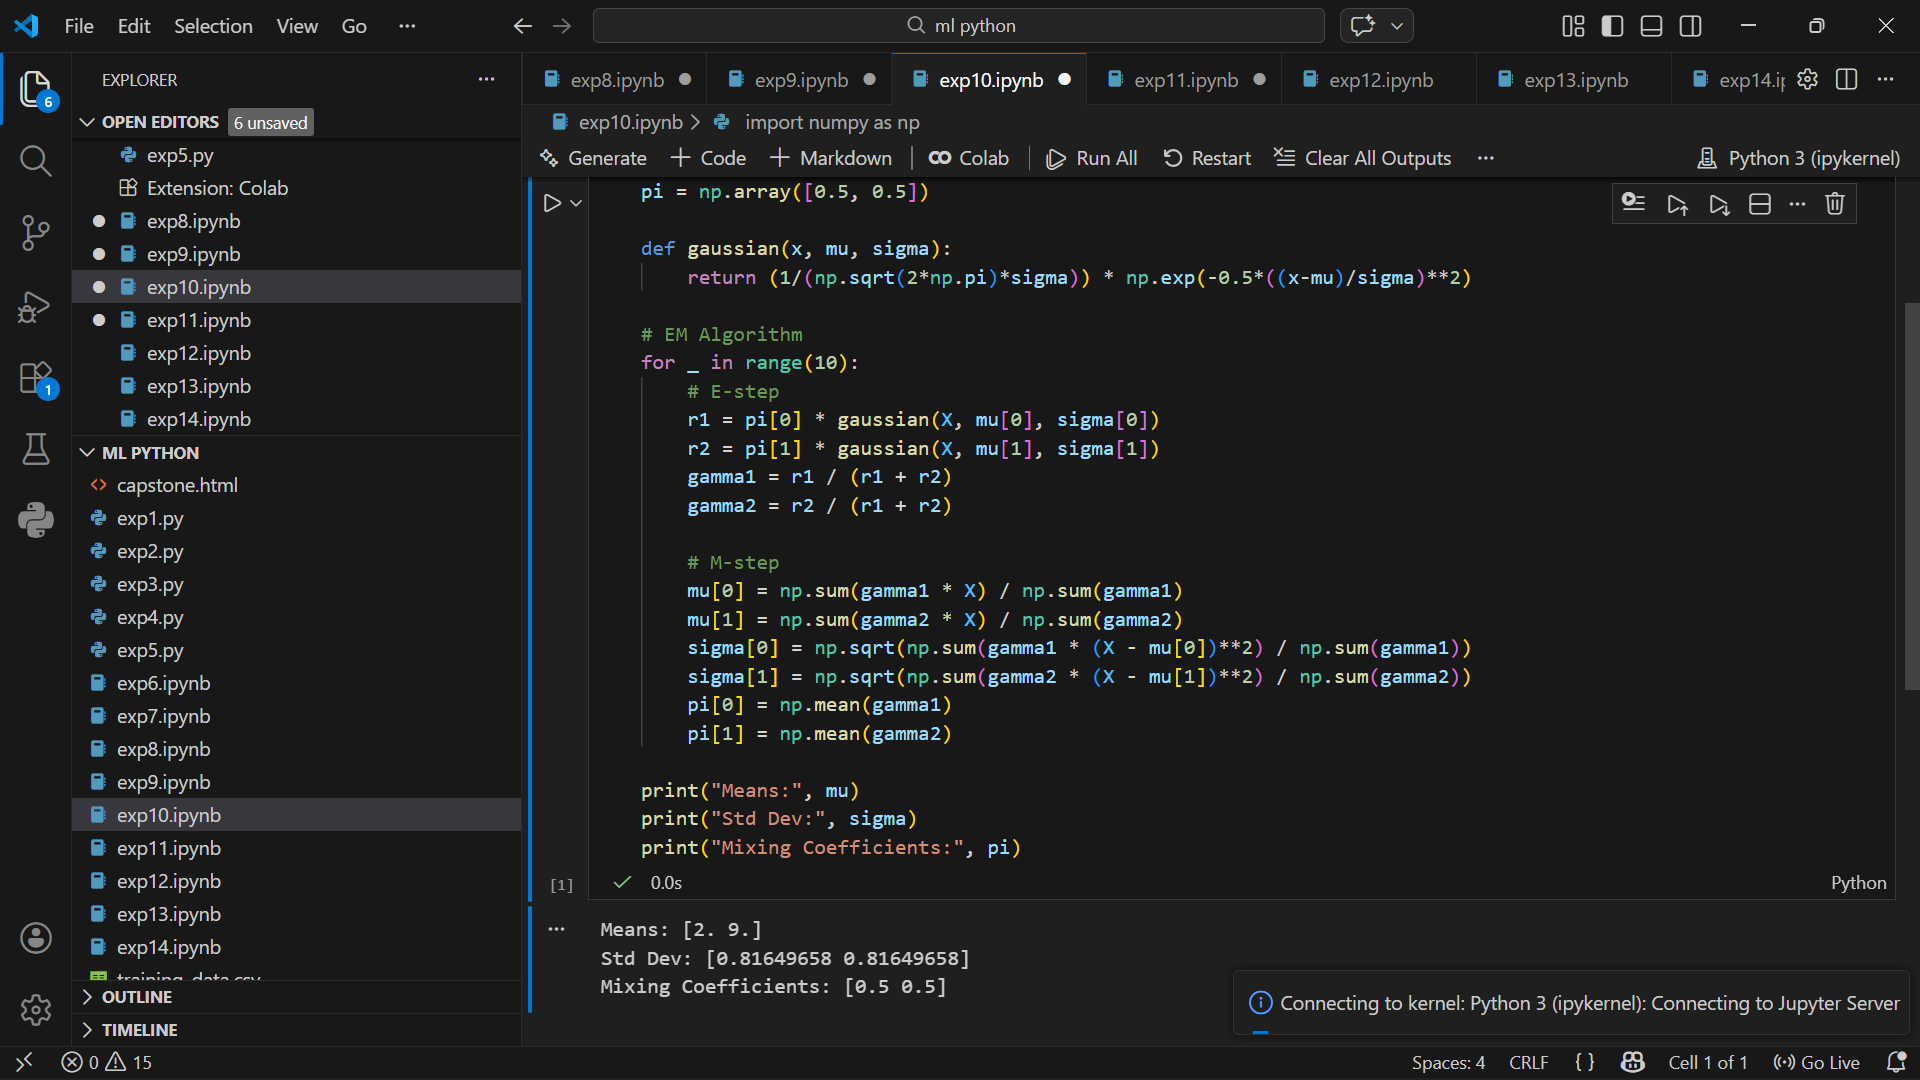 File Edit Selection View Go ···
ml python
EXPLORER ···
OPEN EDITORS 6 unsaved
exp5.py
Extension: Colab
exp8.ipynb
exp9.ipynb
exp10.ipynb
exp11.ipynb
exp12.ipynb
exp13.ipynb
exp14.ipynb
ML PYTHON
capstone.html
exp1.py
exp2.py
exp3.py
exp4.py
exp5.py
exp6.ipynb
exp7.ipynb
exp8.ipynb
exp9.ipynb
exp10.ipynb
exp11.ipynb
exp12.ipynb
exp13.ipynb
exp14.ipynb
training_data.csv
OUTLINE
TIMELINE
6
1
exp8.ipynb exp9.ipynb exp10.ipynb exp11.ipynb exp12.ipynb exp13.ipynb exp14.ip
exp10.ipynb > import numpy as np
Generate + Code + Markdown Colab Run All Restart Clear All Outputs ··· Python 3 (ipykernel)
pi = np.array([0.5, 0.5])
def gaussian(x, mu, sigma):
return (1/(np.sqrt(2*np.pi)*sigma)) * np.exp(-0.5*((x-mu)/sigma)**2)
# EM Algorithm
for _ in range(10):
# E-step
r1 = pi[0] * gaussian(X, mu[0], sigma[0])
r2 = pi[1] * gaussian(X, mu[1], sigma[1])
gamma1 = r1 / (r1 + r2)
gamma2 = r2 / (r1 + r2)
# M-step
mu[0] = np.sum(gamma1 * X) / np.sum(gamma1)
mu[1] = np.sum(gamma2 * X) / np.sum(gamma2)
sigma[0] = np.sqrt(np.sum(gamma1 * (X - mu[0])**2) / np.sum(gamma1))
sigma[1] = np.sqrt(np.sum(gamma2 * (X - mu[1])**2) / np.sum(gamma2))
pi[0] = np.mean(gamma1)
pi[1] = np.mean(gamma2)
print("Means:", mu)
print("Std Dev:", sigma)
print("Mixing Coefficients:", pi)
[1] 0.0s Python
Means: [2. 9.]
Std Dev: [0.81649658 0.81649658]
Mixing Coefficients: [0.5 0.5]
Connecting to kernel: Python 3 (ipykernel): Connecting to Jupyter Server
0 15 Spaces: 4 CRLF { } Cell 1 of 1 Go Live